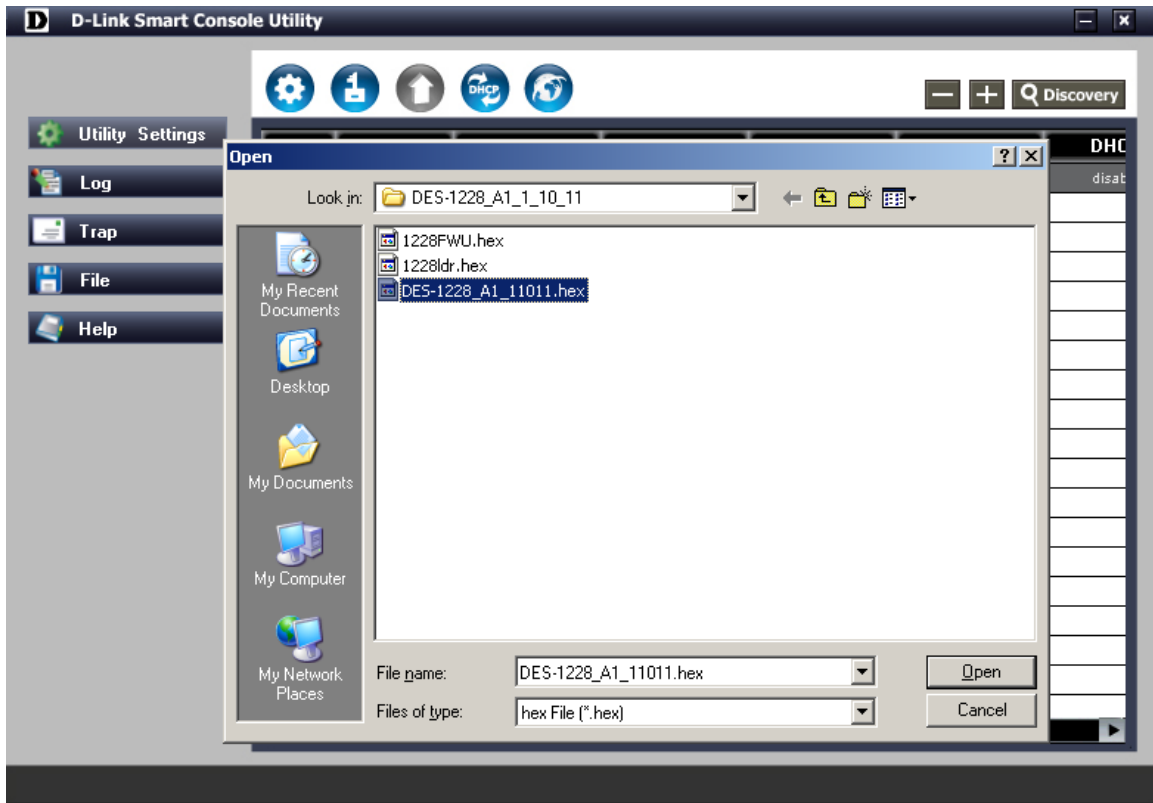 D D-Link Smart Console Utility
1
DHCP
Discovery
Utility Settings
Log
Trap
File
Help
DHC
disab
Open
Look in:
DES-1228_A1_1_10_11
1228FWU.hex
1228ldr.hex
DES-1228_A1_11011.hex
My Recent
Documents
Desktop
My Documents
My Computer
My Network
Places
File name:
DES-1228_A1_11011.hex
Open
Files of type:
hex File (*.hex)
Cancel